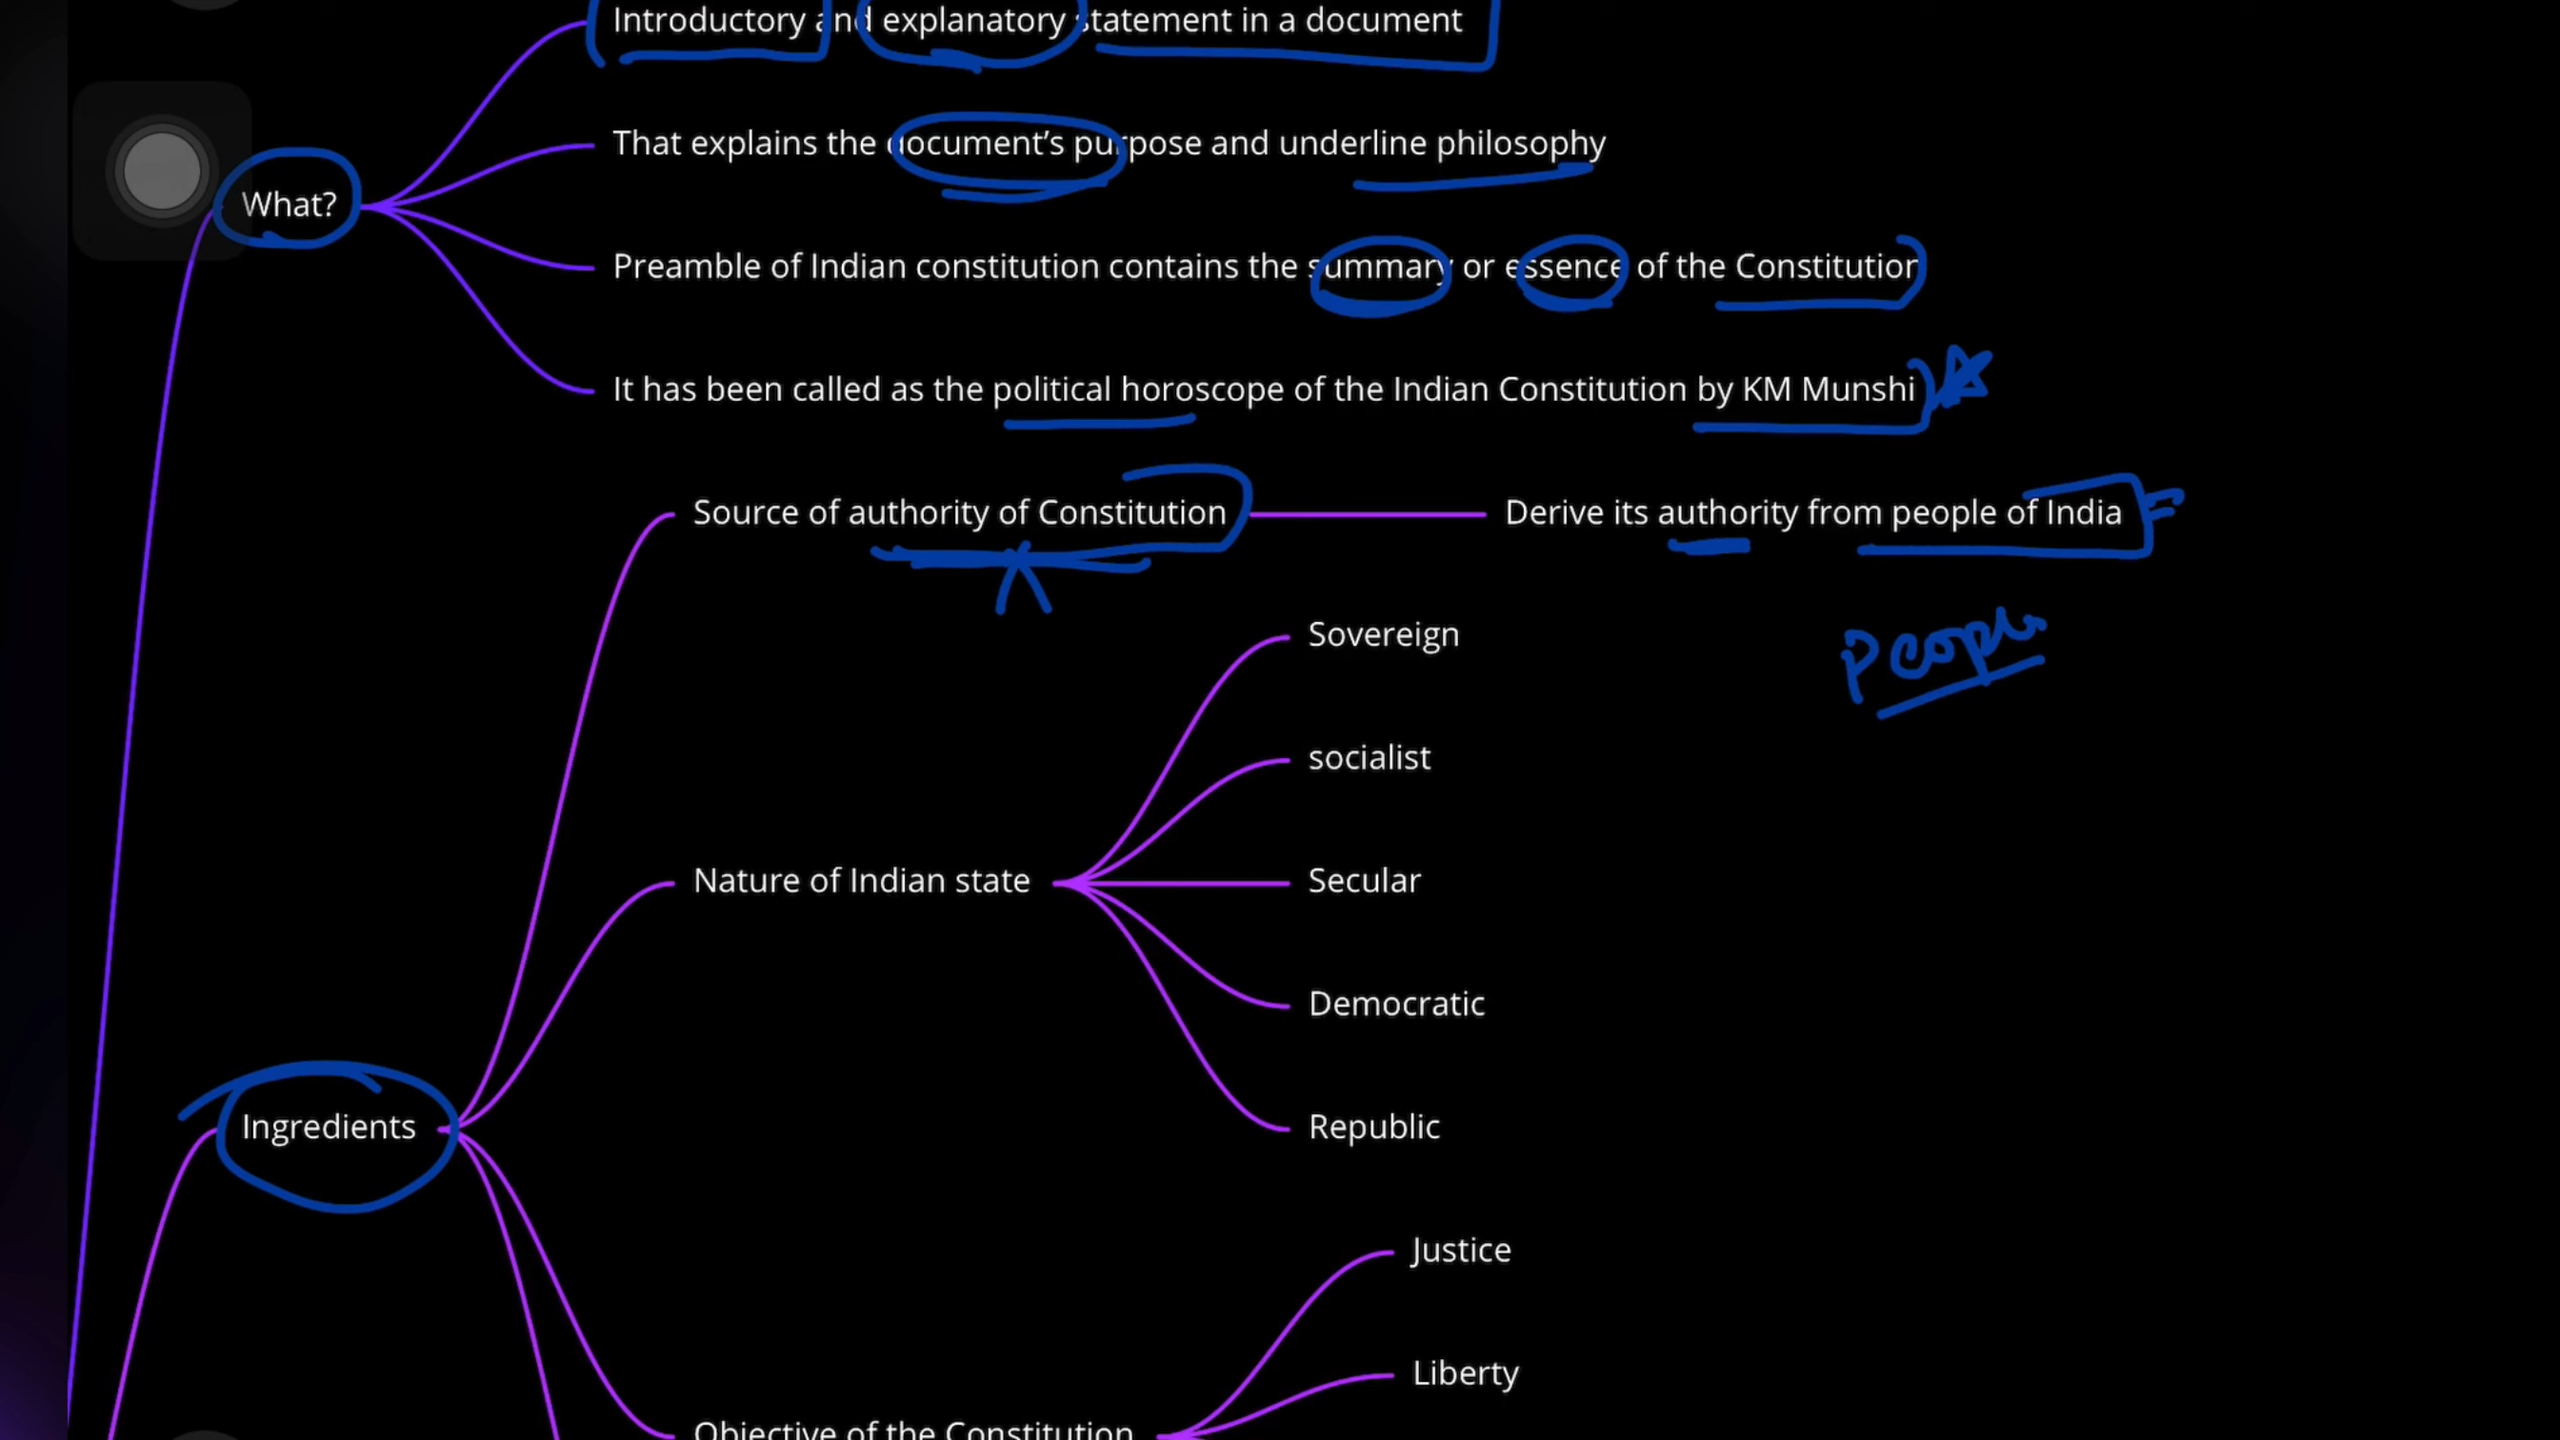 Introductory and explanatory statement in a document
That explains the document's purpose and underline philosophy
What?
Preamble of Indian constitution contains the summary or essence of the Constitution
It has been called as the political horoscope of the Indian Constitution by KM Munshi
Source of authority of Constitution
Derive its authority from people of India
People
Sovereign
socialist
Nature of Indian state
Secular
Democratic
Ingredients
Republic
Justice
Liberty
Objective of the Constitution